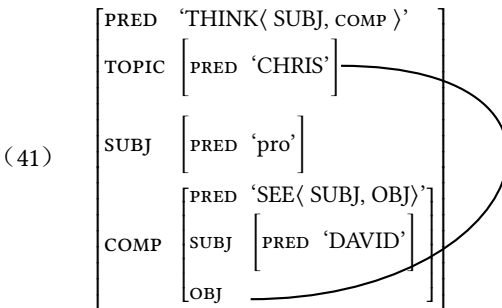 PRED ‘THINK⟨ SUBJ, COMP ⟩’
TOPIC [PRED ‘CHRIS’]
(41)
SUBJ [PRED ‘pro’]
PRED ‘SEE⟨ SUBJ, OBJ⟩’
COMP SUBJ [PRED ‘DAVID’]
OBJ